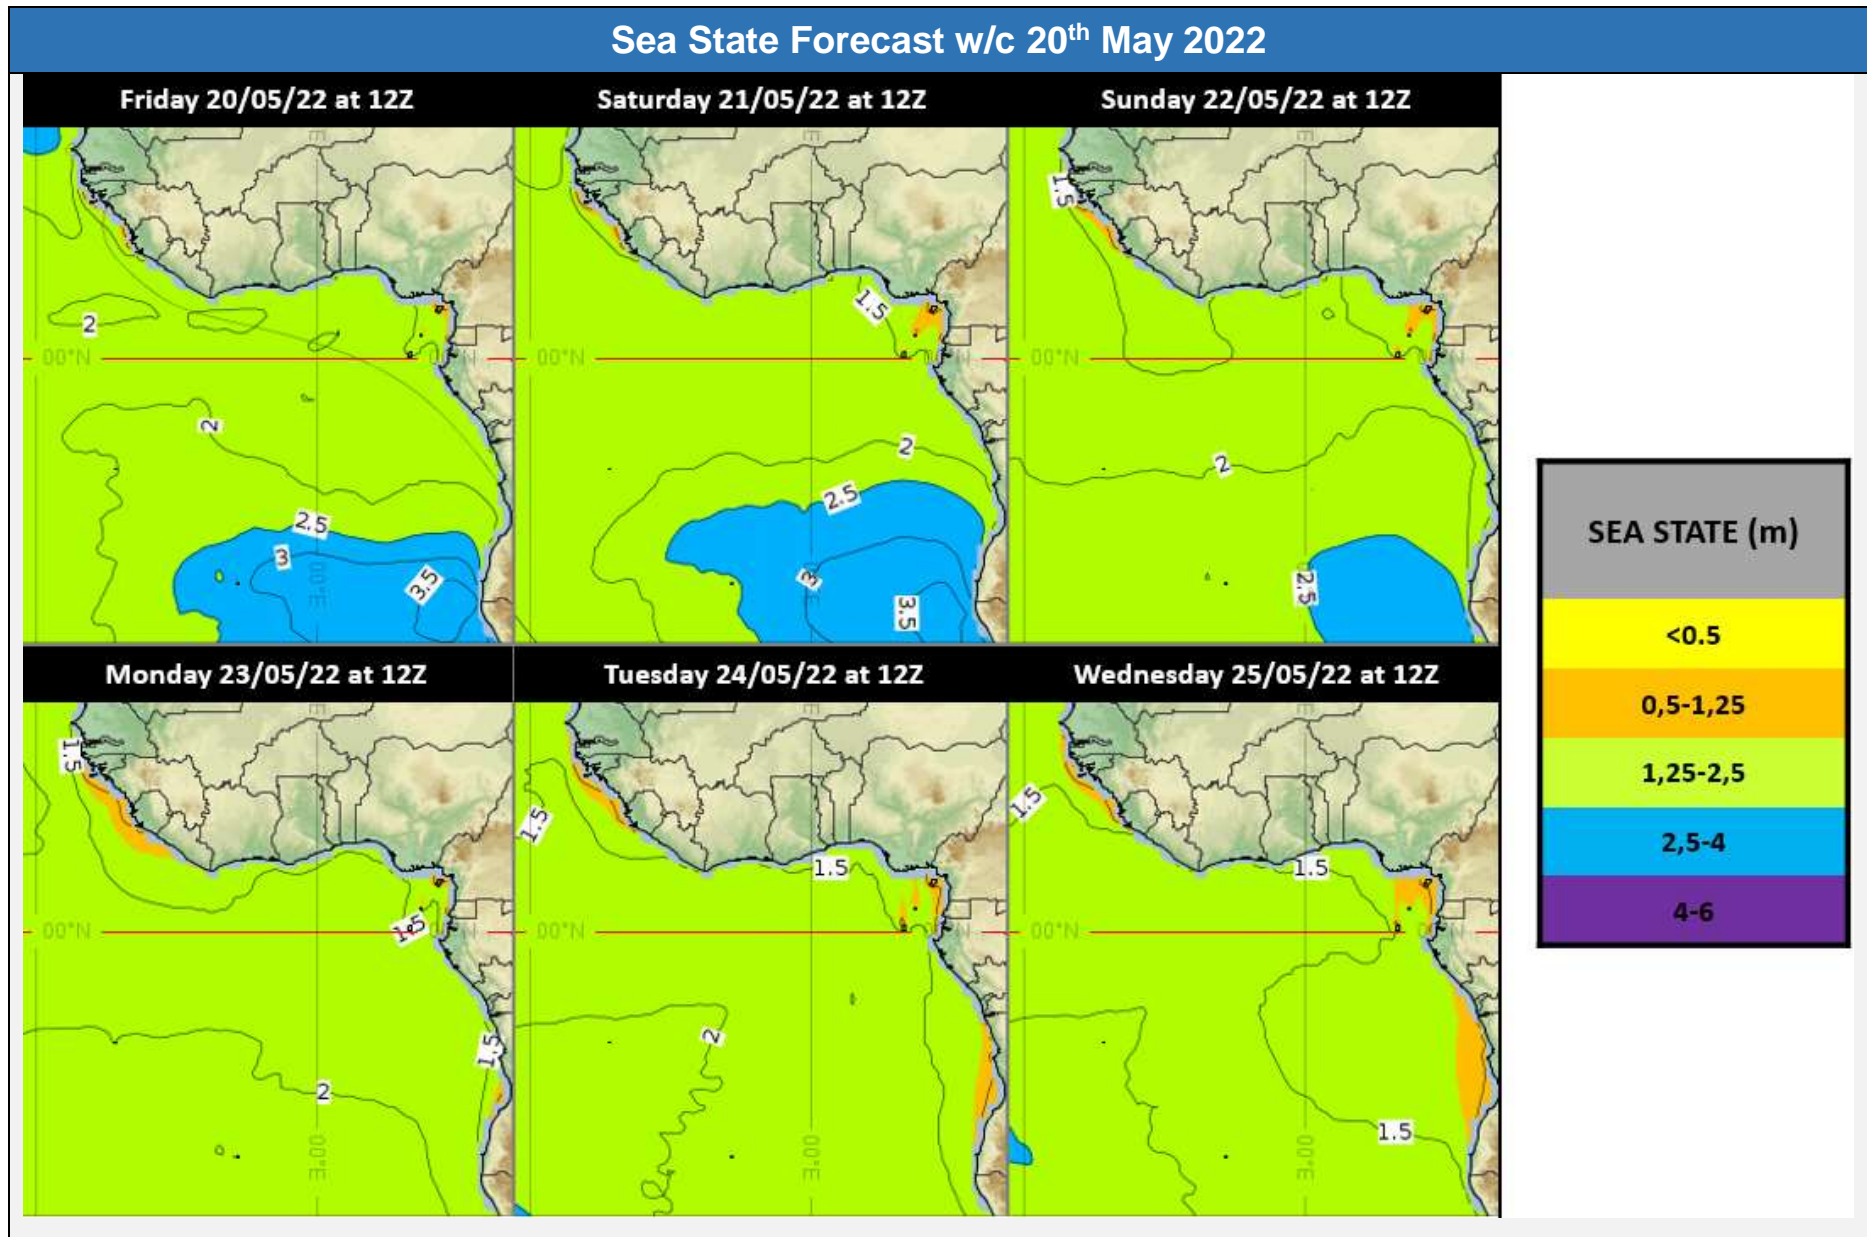 Sea State Forecast w/c 20th May 2022
Friday 20/05/22 at 12Z
Saturday 21/05/22 at 12Z
Sunday 22/05/22 at 12Z
2
00°N
00°N
2
2.5
3
3.5
00°E
1.5
00°N
2
2.5
3
3.5
1.5
00°N
2
2.5
SEA STATE (m)
<0.5
0,5-1,25
1,25-2,5
2,5-4
4-6
Monday 23/05/22 at 12Z
Tuesday 24/05/22 at 12Z
Wednesday 25/05/22 at 12Z
1.5
1.5
00°N
1.5
2
00°E
1.5
1.5
00°N
2
00°E
1.5
1.5
00°N
1.5
00°E